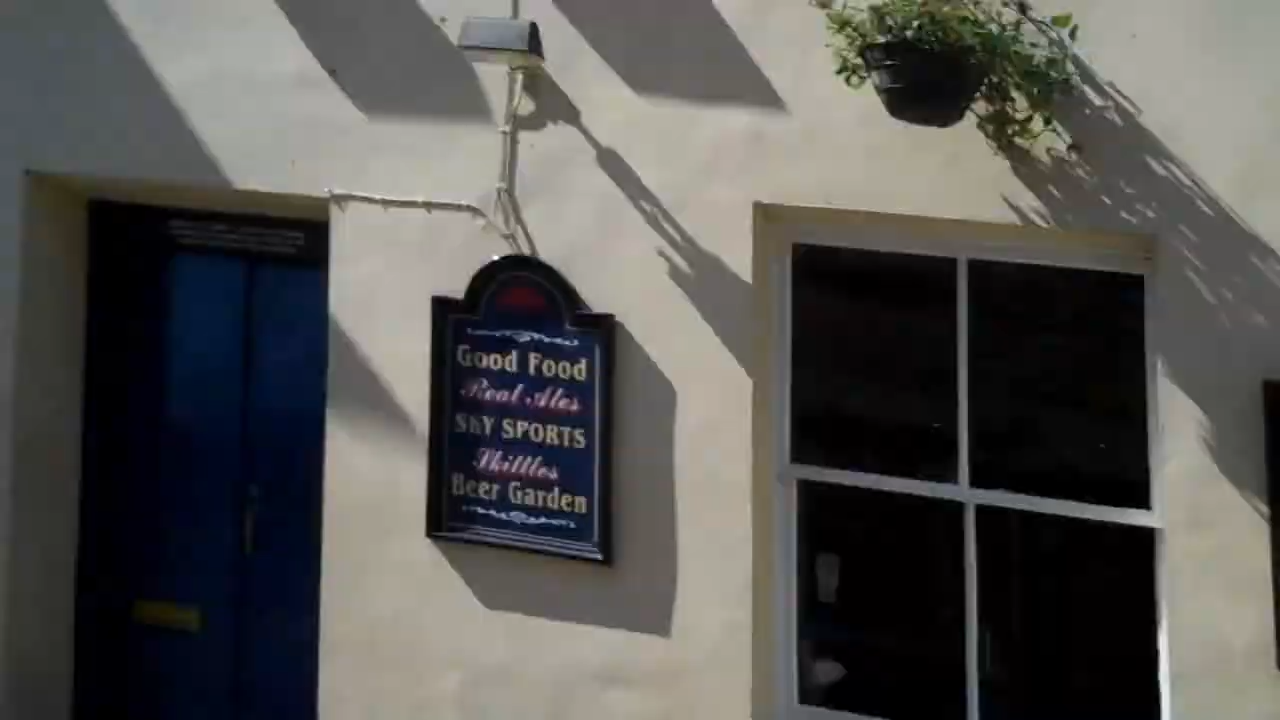 Good Food
Real Ales
SKY SPORTS
Skittles
Beer Garden